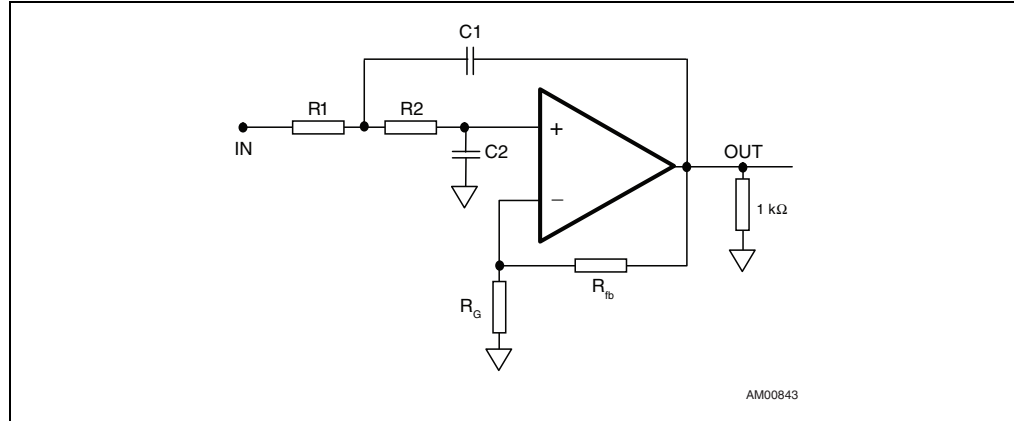 C1
R1
R2
IN
+
C2
OUT
−
1 kΩ
R_fb
R_G
AM00843